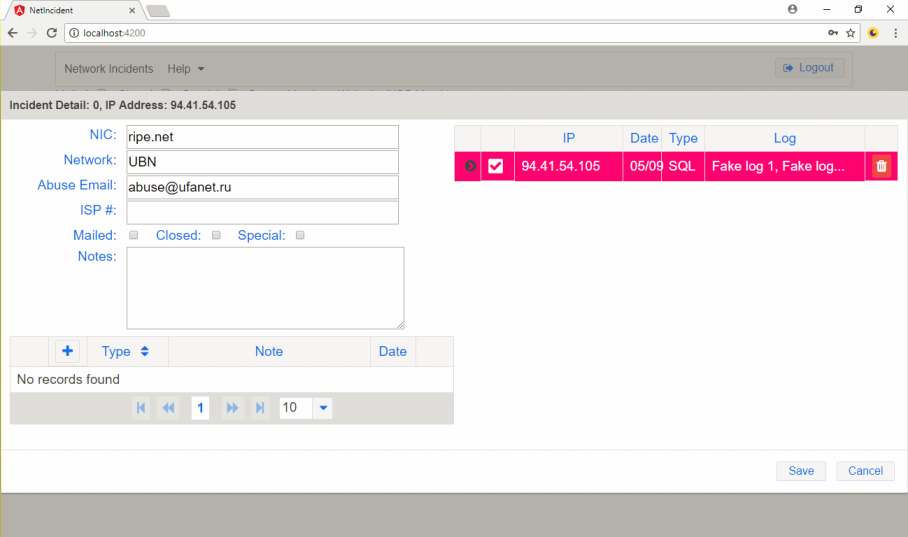 NetIncident
localhost:4200
Network Incidents Help Logout
Incident Detail: 0, IP Address: 94.41.54.105
NIC: ripe.net
Network: UBN
Abuse Email: abuse@ufanet.ru
ISP #:
Mailed: Closed: Special:
Notes:
Type Note Date
No records found
1 10
IP Date Type Log
94.41.54.105 05/09 SQL Fake log 1, Fake log...
Save Cancel